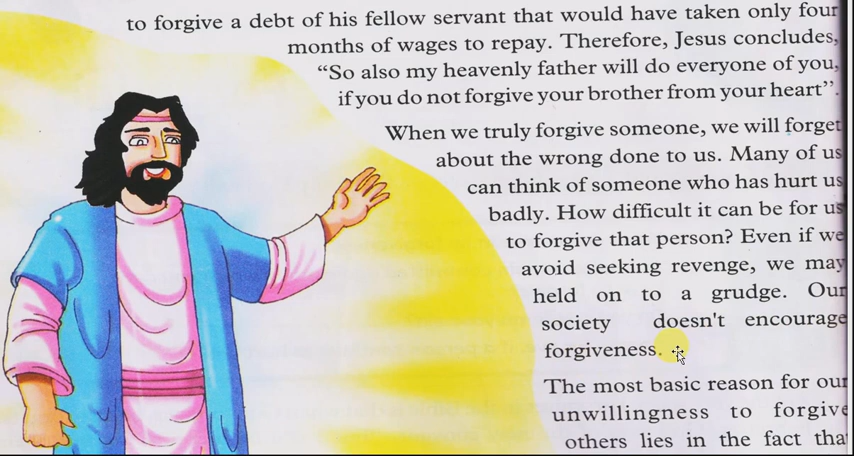 to forgive a debt of his fellow servant that would have taken only four
months of wages to repay. Therefore, Jesus concludes,
“So also my heavenly father will do everyone of you,
if you do not forgive your brother from your heart”.
When we truly forgive someone, we will forget
about the wrong done to us. Many of us
can think of someone who has hurt us
badly. How difficult it can be for us
to forgive that person? Even if we
avoid seeking revenge, we may
held on to a grudge. Our
society doesn't encourage
forgiveness.
The most basic reason for our
unwillingness to forgive
others lies in the fact tha